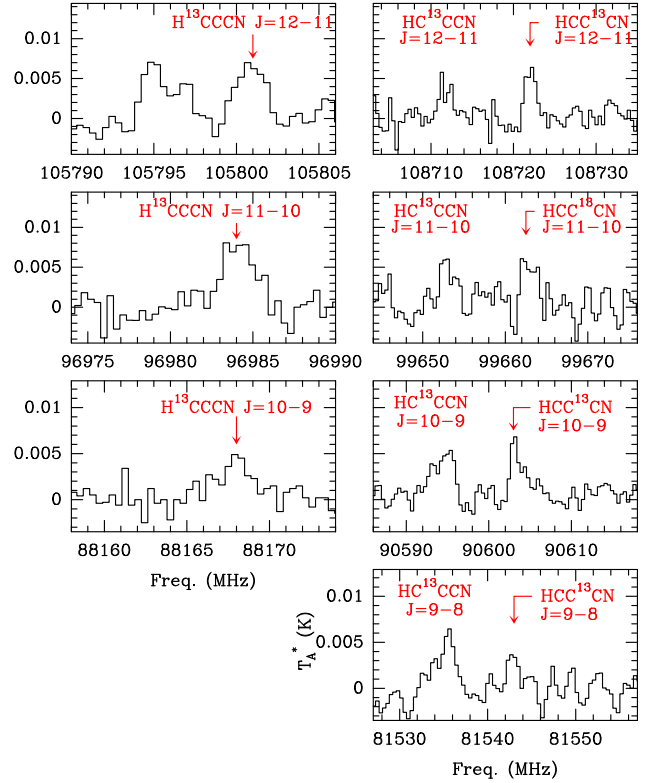 H¹³CCCN J=12−11
0.01
0.005
0
105790 105795 105800 105805
HC¹³CCN
J=12−11
HCC¹³CN
J=12−11
108710 108720 108730
H¹³CCCN J=11−10
0.01
0.005
0
96975 96980 96985 96990
HC¹³CCN
J=11−10
HCC¹³CN
J=11−10
99650 99660 99670
H¹³CCCN J=10−9
0.01
0.005
0
88160 88165 88170
Freq. (MHz)
HC¹³CCN
J=10−9
HCC¹³CN
J=10−9
90590 90600 90610
HC¹³CCN
J=9−8
HCC¹³CN
J=9−8
T_A* (K)
0.01
0.005
0
81530 81540 81550
Freq. (MHz)